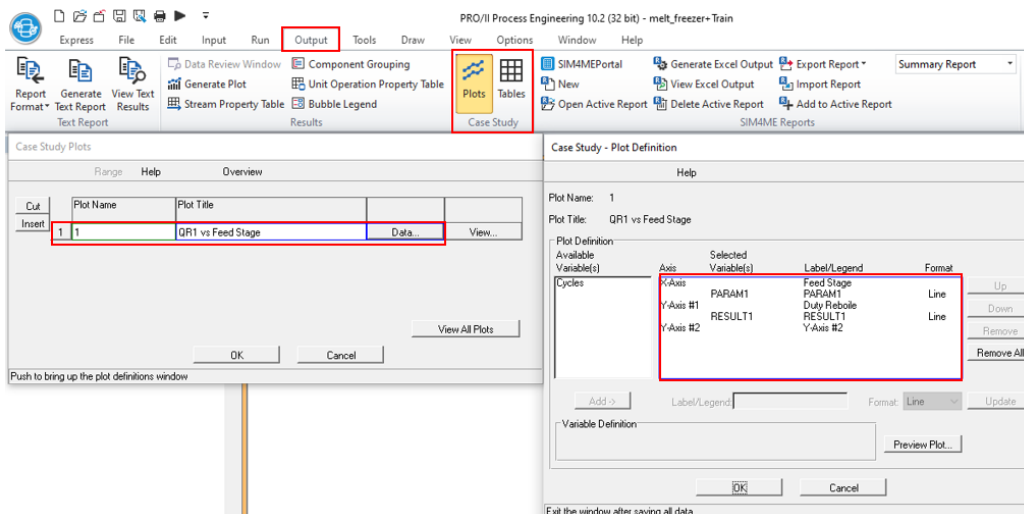 PRO/II Process Engineering 10.2 (32 bit) - melt_freezer+Train
Express File Edit Input Run Output Tools Draw View Options Window Help
Report Format
Generate Text Report
View Text Results
Text Report
Data Review Window
Generate Plot
Stream Property Table
Component Grouping
Unit Operation Property Table
Bubble Legend
Results
Plots
Tables
Case Study
SIM4MEPortal
New
Open Active Report
Generate Excel Output
View Excel Output
Delete Active Report
Export Report
Import Report
Add to Active Report
SIM4ME Reports
Summary Report
Case Study Plots
Range Help Overview
Cut
Insert
Plot Name Plot Title
1 1 QR1 vs Feed Stage Data... View...
View All Plots
OK Cancel
Push to bring up the plot definitions window
Case Study - Plot Definition
Help
Plot Name: 1
Plot Title: QR1 vs Feed Stage
Plot Definition
Available Variable(s)
Axis
Selected Variable(s)
Label/Legend
Format
Cycles
X-Axis Feed Stage
PARAM1 PARAM1 Line
Y-Axis #1 Duty Reboile
RESULT1 RESULT1 Line
Y-Axis #2 Y-Axis #2
Up
Down
Remove
Remove All
Add -> Label/Legend: Format: Line Update
Variable Definition
Preview Plot...
OK Cancel
Exit the window after saving all data